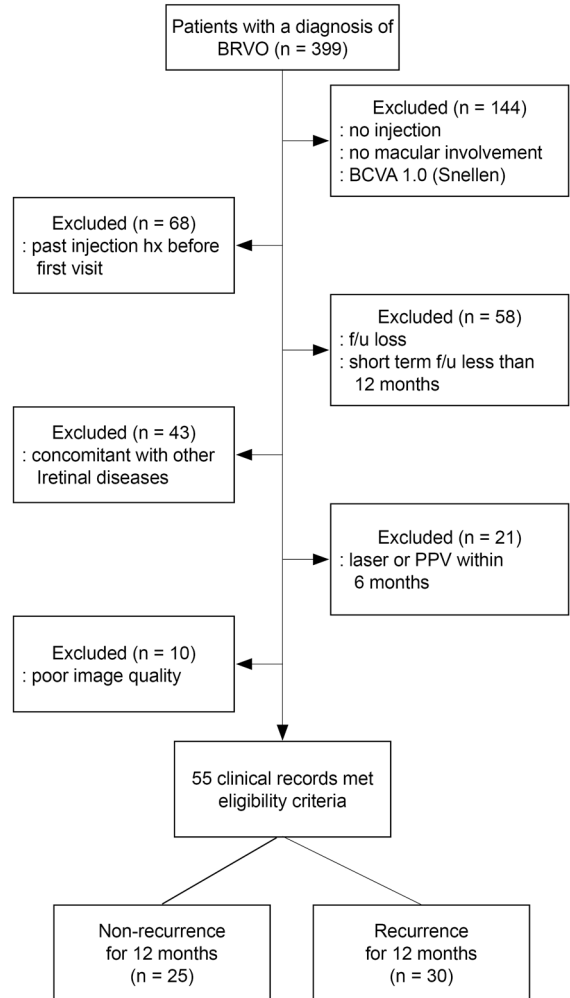 Patients with a diagnosis of
BRVO (n = 399)
Excluded (n = 144)
: no injection
: no macular involvement
: BCVA 1.0 (Snellen)
Excluded (n = 68)
: past injection hx before
first visit
Excluded (n = 58)
: f/u loss
: short term f/u less than
12 months
Excluded (n = 43)
: concomitant with other
Iretinal diseases
Excluded (n = 21)
: laser or PPV within
6 months
Excluded (n = 10)
: poor image quality
55 clinical records met
eligibility criteria
Non-recurrence
for 12 months
(n = 25)
Recurrence
for 12 months
(n = 30)